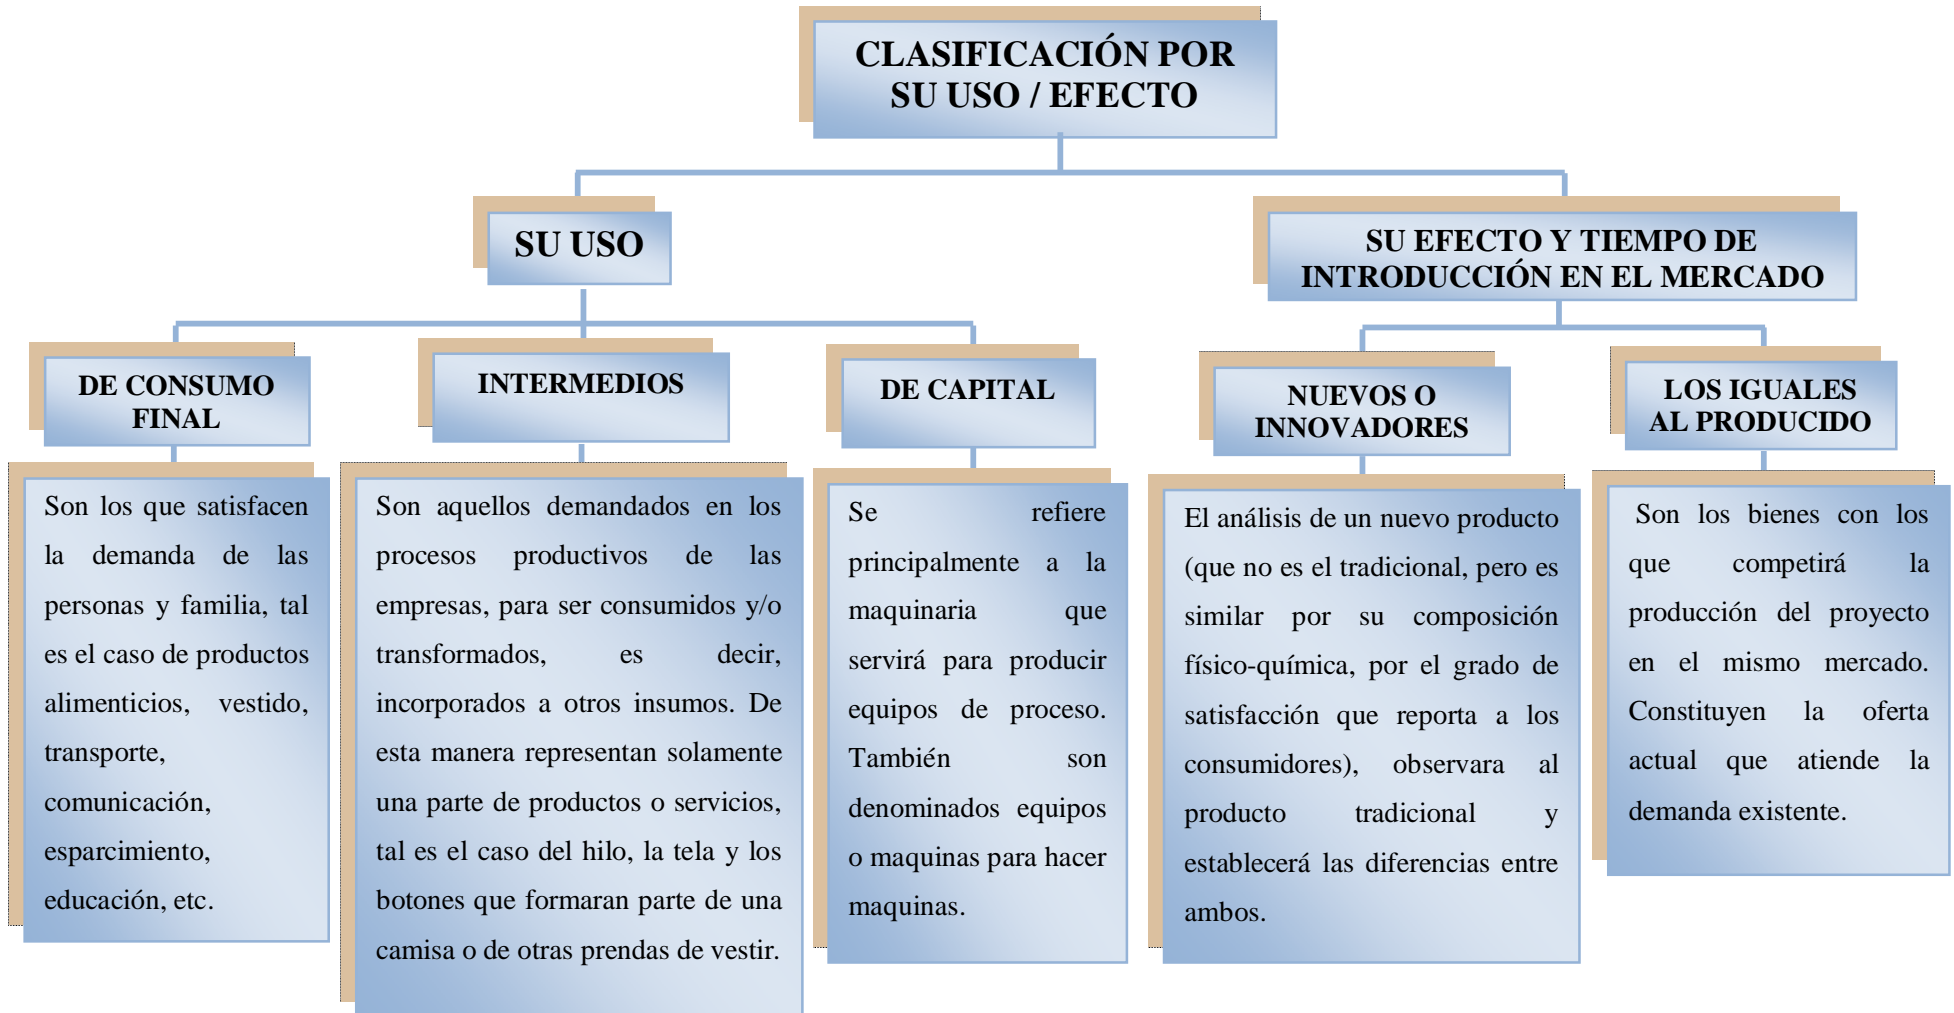 CLASIFICACIÓN POR
SU USO / EFECTO
SU USO
SU EFECTO Y TIEMPO DE
INTRODUCCIÓN EN EL MERCADO
DE CONSUMO
FINAL
INTERMEDIOS
DE CAPITAL
NUEVOS O
INNOVADORES
LOS IGUALES
AL PRODUCIDO
Son los que satisfacen
la demanda de las
personas y familia, tal
es el caso de productos
alimenticios, vestido,
transporte,
comunicación,
esparcimiento,
educación, etc.
Son aquellos demandados en los
procesos productivos de las
empresas, para ser consumidos y/o
transformados, es decir,
incorporados a otros insumos. De
esta manera representan solamente
una parte de productos o servicios,
tal es el caso del hilo, la tela y los
botones que formaran parte de una
camisa o de otras prendas de vestir.
Se refiere
principalmente a la
maquinaria que
servirá para producir
equipos de proceso.
También son
denominados equipos
o maquinas para hacer
maquinas.
El análisis de un nuevo producto
(que no es el tradicional, pero es
similar por su composición
físico-química, por el grado de
satisfacción que reporta a los
consumidores), observara al
producto tradicional y
establecerá las diferencias entre
ambos.
Son los bienes con los
que competirá la
producción del proyecto
en el mismo mercado.
Constituyen la oferta
actual que atiende la
demanda existente.